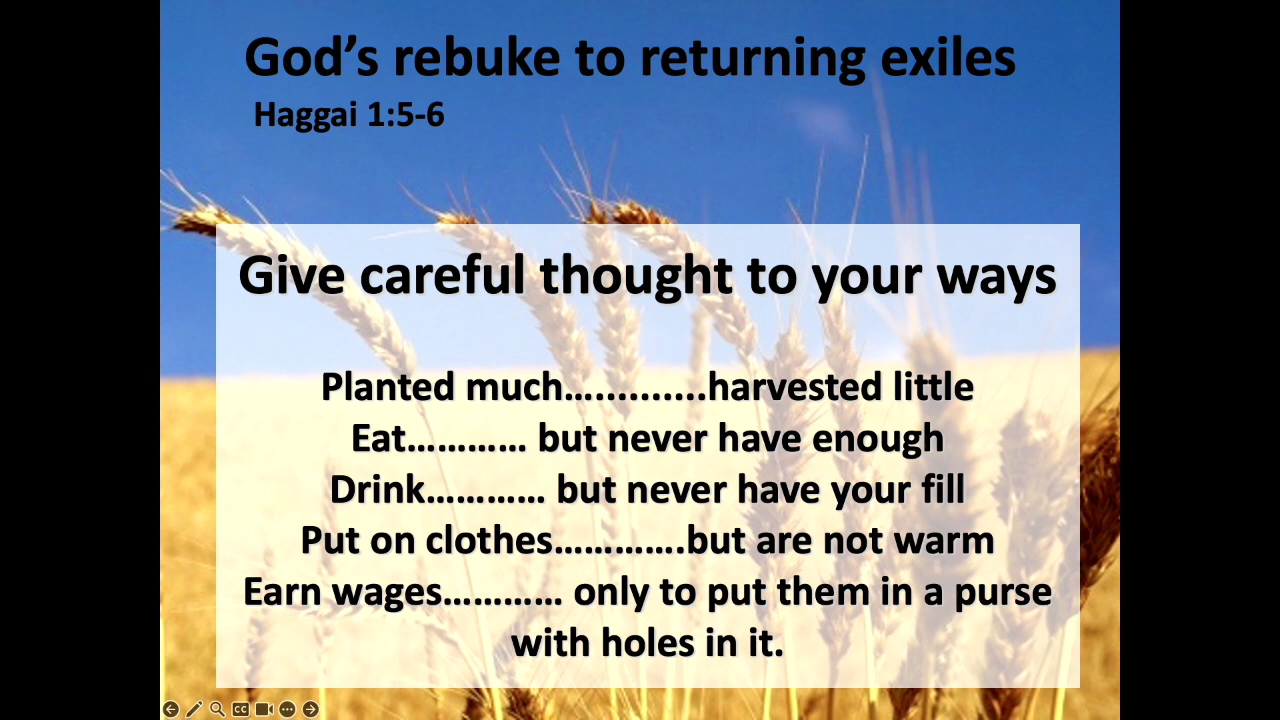 God’s rebuke to returning exiles
Haggai 1:5-6
Give careful thought to your ways
Planted much…...........harvested little
Eat………… but never have enough
Drink………… but never have your fill
Put on clothes………….but are not warm
Earn wages………… only to put them in a purse
with holes in it.
CC